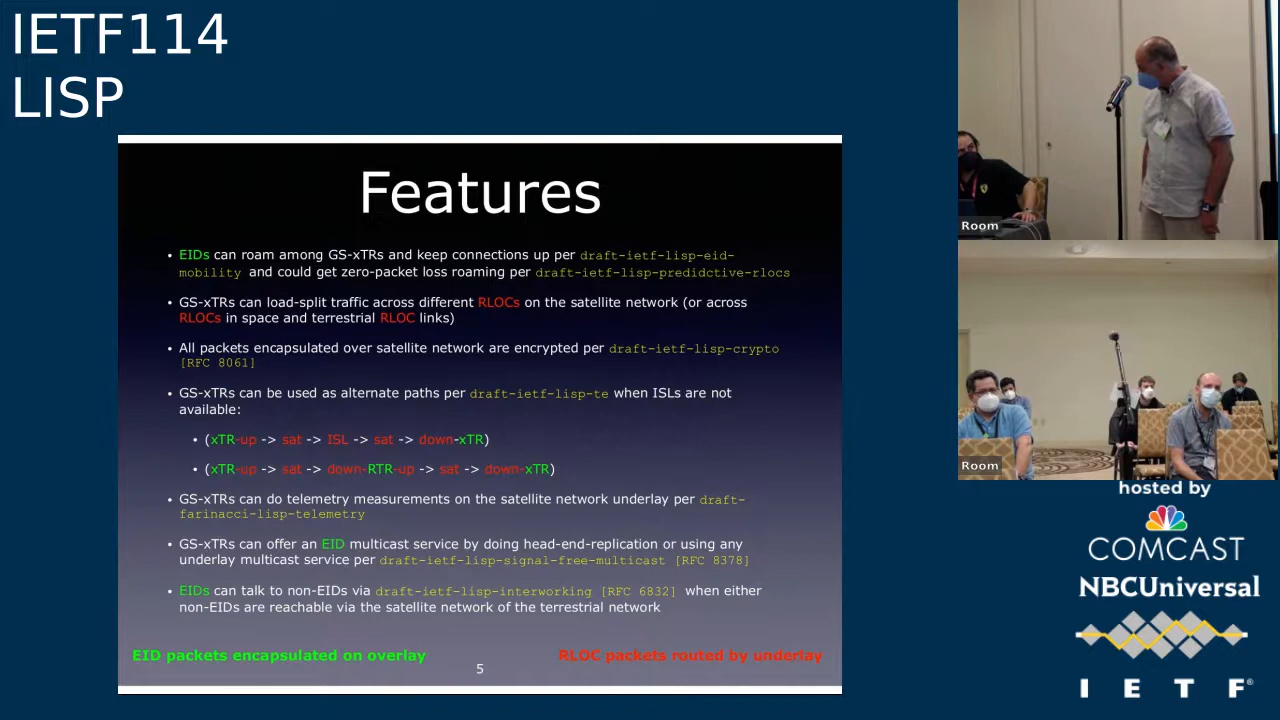 IETF114
LISP
Features
• EIDs can roam among GS-xTRs and keep connections up per draft-ietf-lisp-eid-
mobility and could get zero-packet loss roaming per draft-ietf-lisp-predidctive-rlocs
• GS-xTRs can load-split traffic across different RLOCs on the satellite network (or across
RLOCs in space and terrestrial RLOC links)
• All packets encapsulated over satellite network are encrypted per draft-ietf-lisp-crypto
[RFC 8061]
• GS-xTRs can be used as alternate paths per draft-ietf-lisp-te when ISLs are not
available:
• (xTR-up -> sat -> ISL -> sat -> down-xTR)
• (xTR-up -> sat -> down-RTR-up -> sat -> down-xTR)
• GS-xTRs can do telemetry measurements on the satellite network underlay per draft-
farinacci-lisp-telemetry
• GS-xTRs can offer an EID multicast service by doing head-end-replication or using any
underlay multicast service per draft-ietf-lisp-signal-free-multicast [RFC 8378]
• EIDs can talk to non-EIDs via draft-ietf-lisp-interworking [RFC 6832] when either
non-EIDs are reachable via the satellite network of the terrestrial network
EID packets encapsulated on overlay
RLOC packets routed by underlay
5
Room
Room
hosted by
COMCAST
NBCUniversal
I E T F®